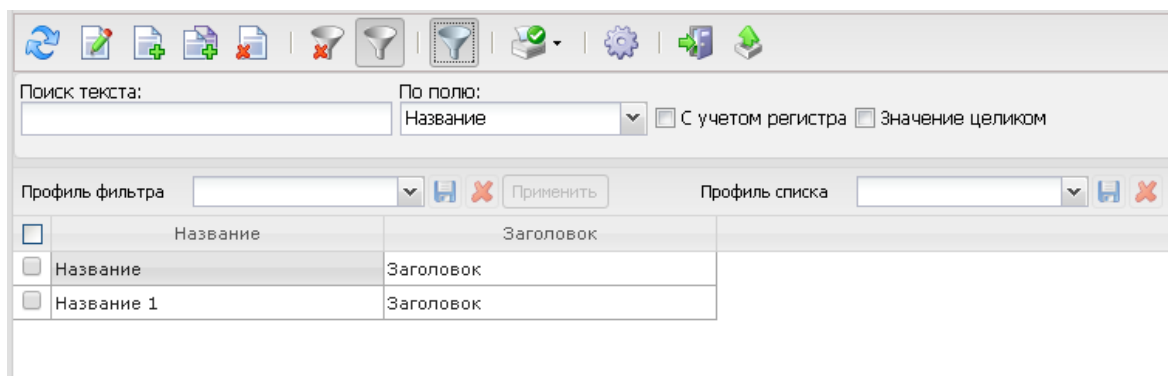 Поиск текста: По полю:
Название С учетом регистра Значение целиком
Профиль фильтра Применить Профиль списка
Название Заголовок
Название Заголовок
Название 1 Заголовок